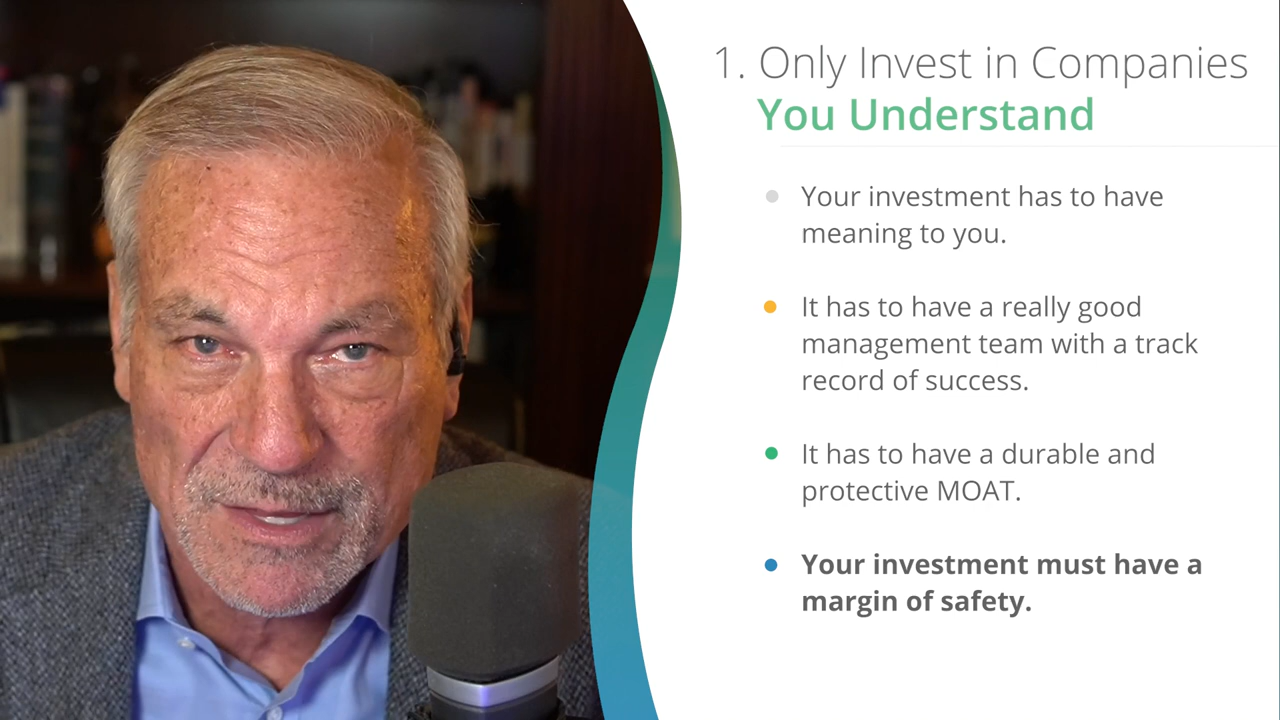 1. Only Invest in Companies
You Understand
Your investment has to have
meaning to you.
It has to have a really good
management team with a track
record of success.
It has to have a durable and
protective MOAT.
Your investment must have a
margin of safety.